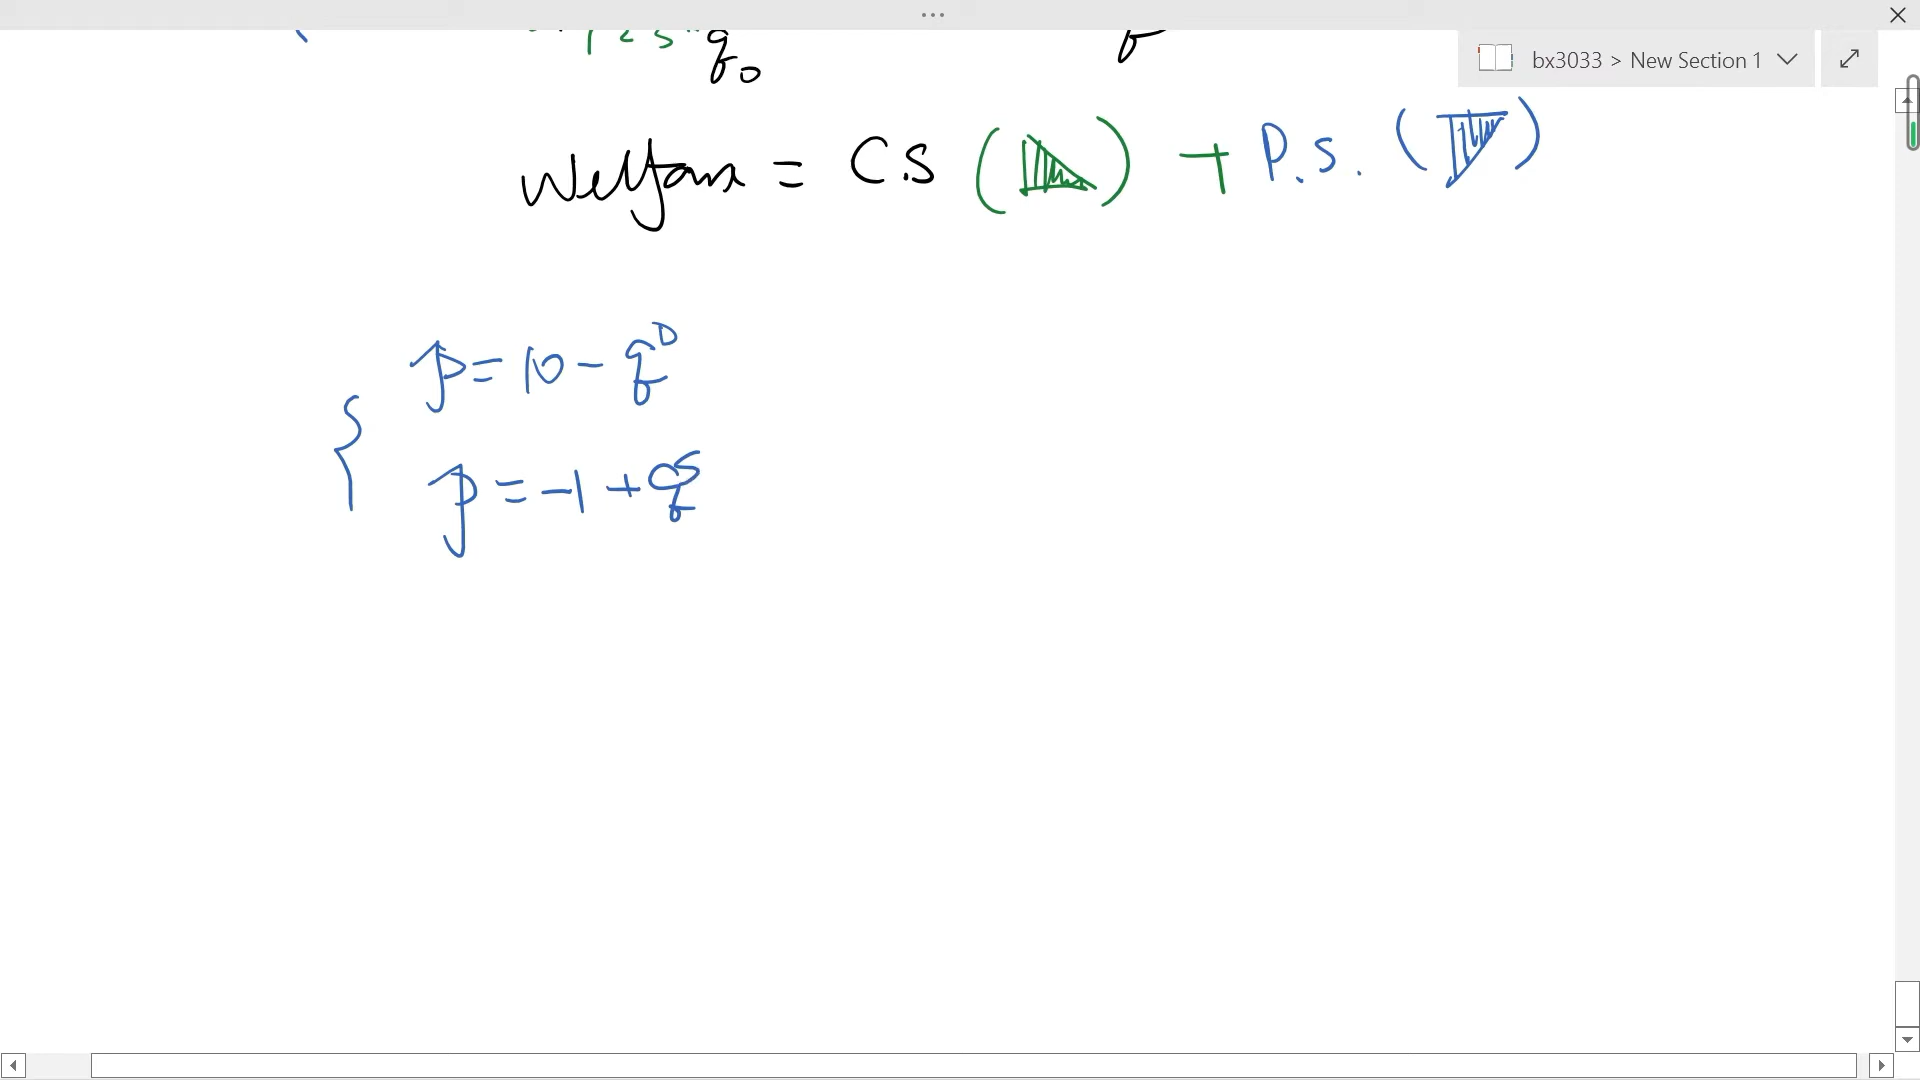 bx3033 > New Section 1
q₀
Welfare = C.S ( ) + P.S. ( )
p = 10 - q^D
p = -1 + q^S